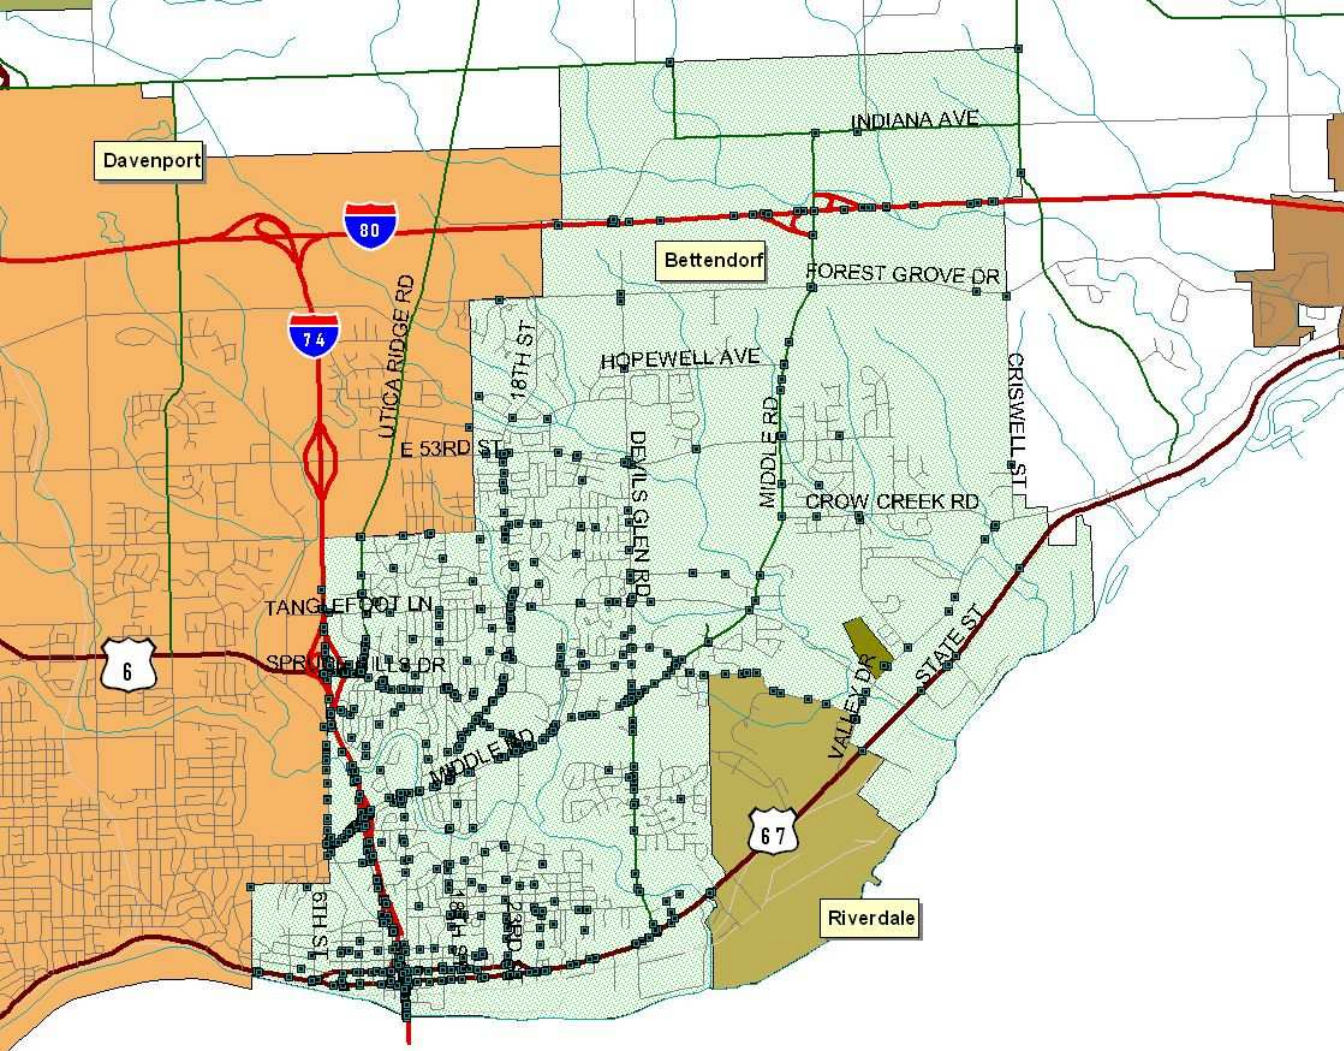 INDIANA AVE
Davenport
80
Bettendorf
FOREST GROVE DR
74
UTICA RIDGE RD
18TH ST
HOPEWELL AVE
CRISWELL ST
MIDDLE RD
E 53RD ST
DEVILS GLEN RD
CROW CREEK RD
TANGLEFOOT LN
6
SPRUCE HILLS DR
STATE ST
VALLEY DR
MIDDLE RD
67
Riverdale
6TH ST
18TH ST
23RD